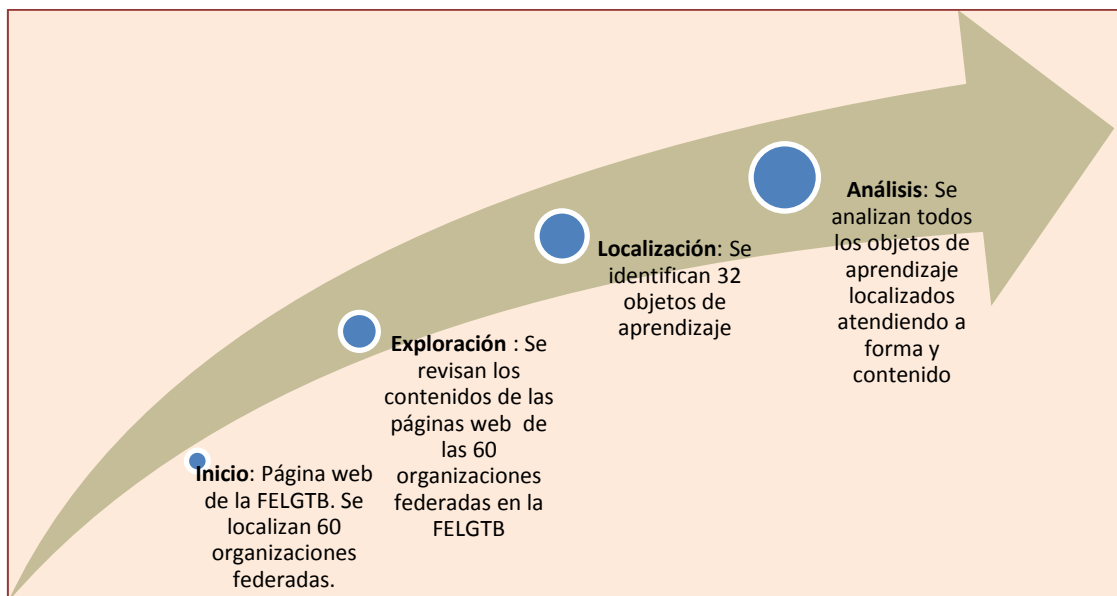 Inicio: Página web
de la FELGTB. Se
localizan 60
organizaciones
federadas.
Exploración : Se
revisan los
contenidos de las
páginas web de
las 60
organizaciones
federadas en la
FELGTB
Localización: Se
identifican 32
objetos de
aprendizaje
Análisis: Se
analizan todos
los objetos de
aprendizaje
localizados
atendiendo a
forma y
contenido